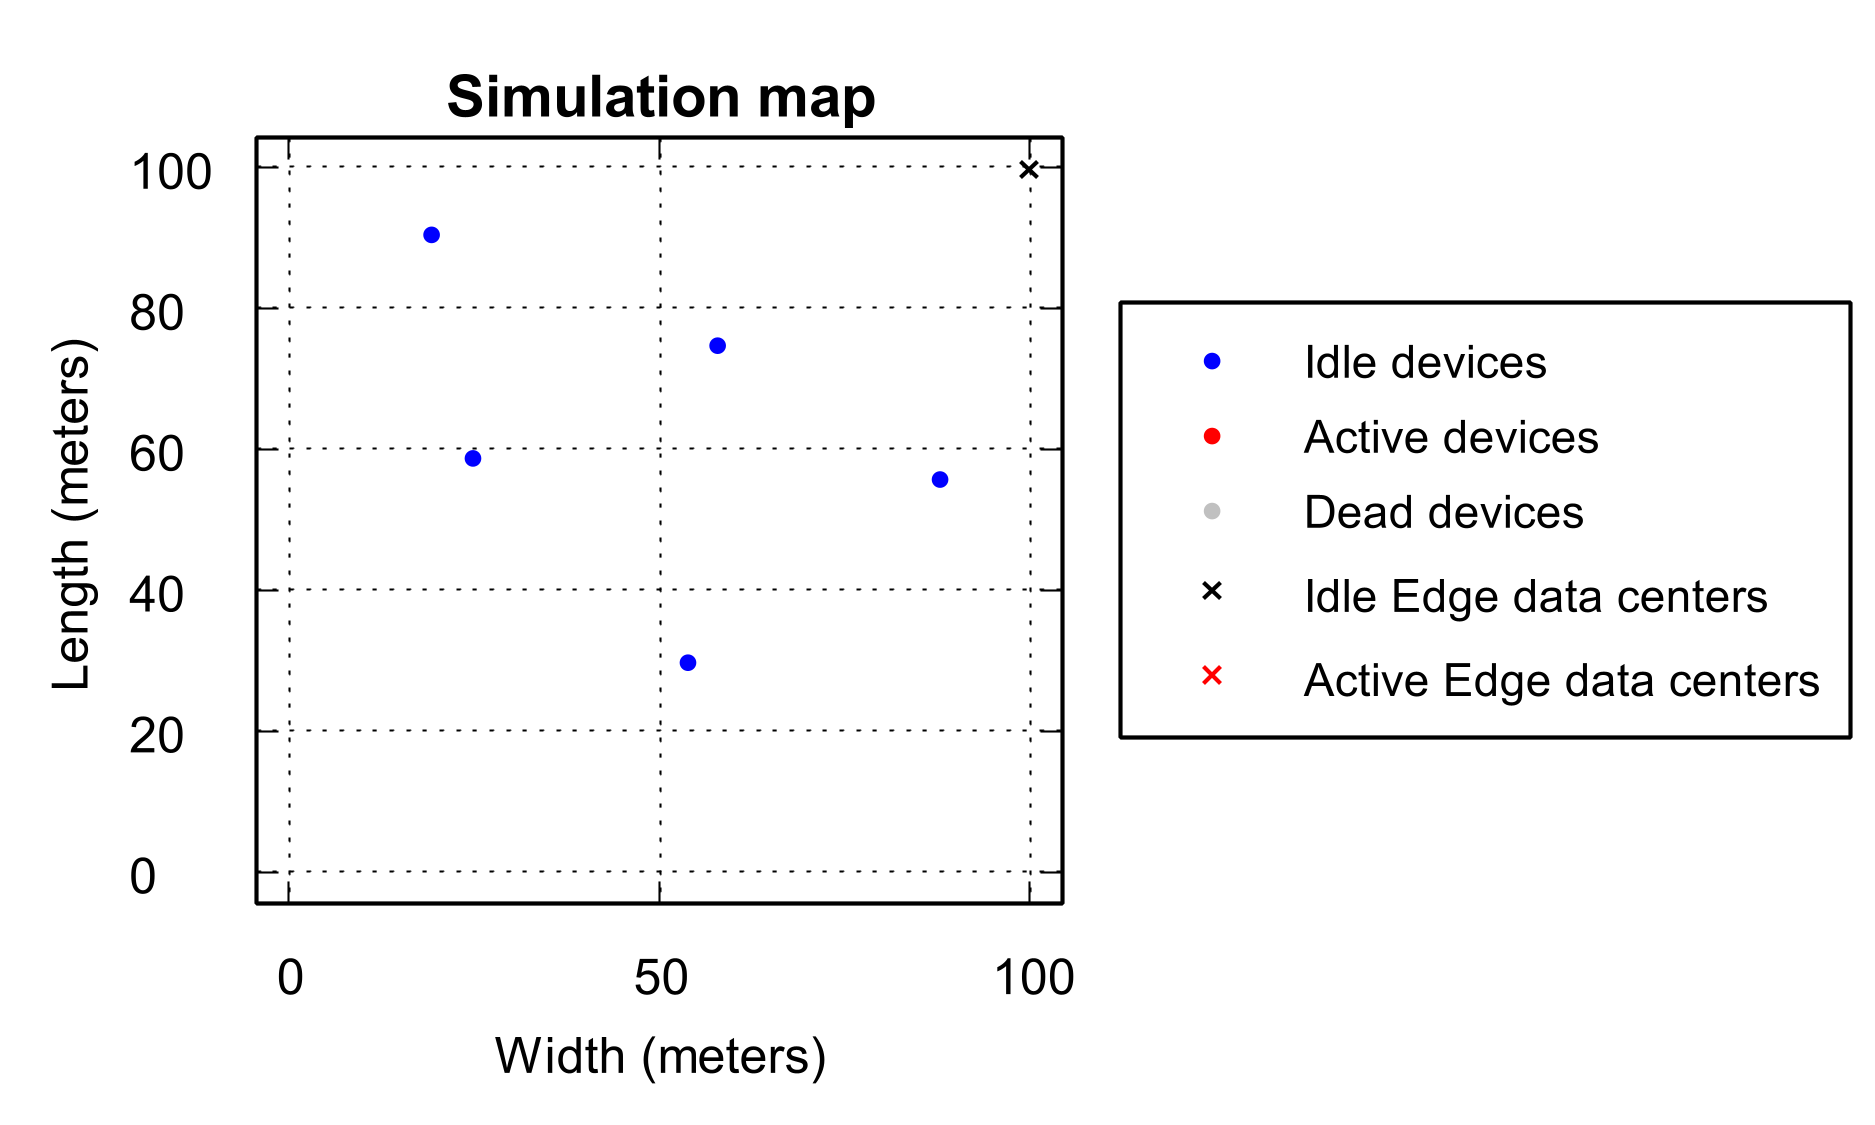 Simulation map
100
80
60
40
20
0
Length (meters)
0 50 100
Width (meters)
Idle devices
Active devices
Dead devices
Idle Edge data centers
Active Edge data centers